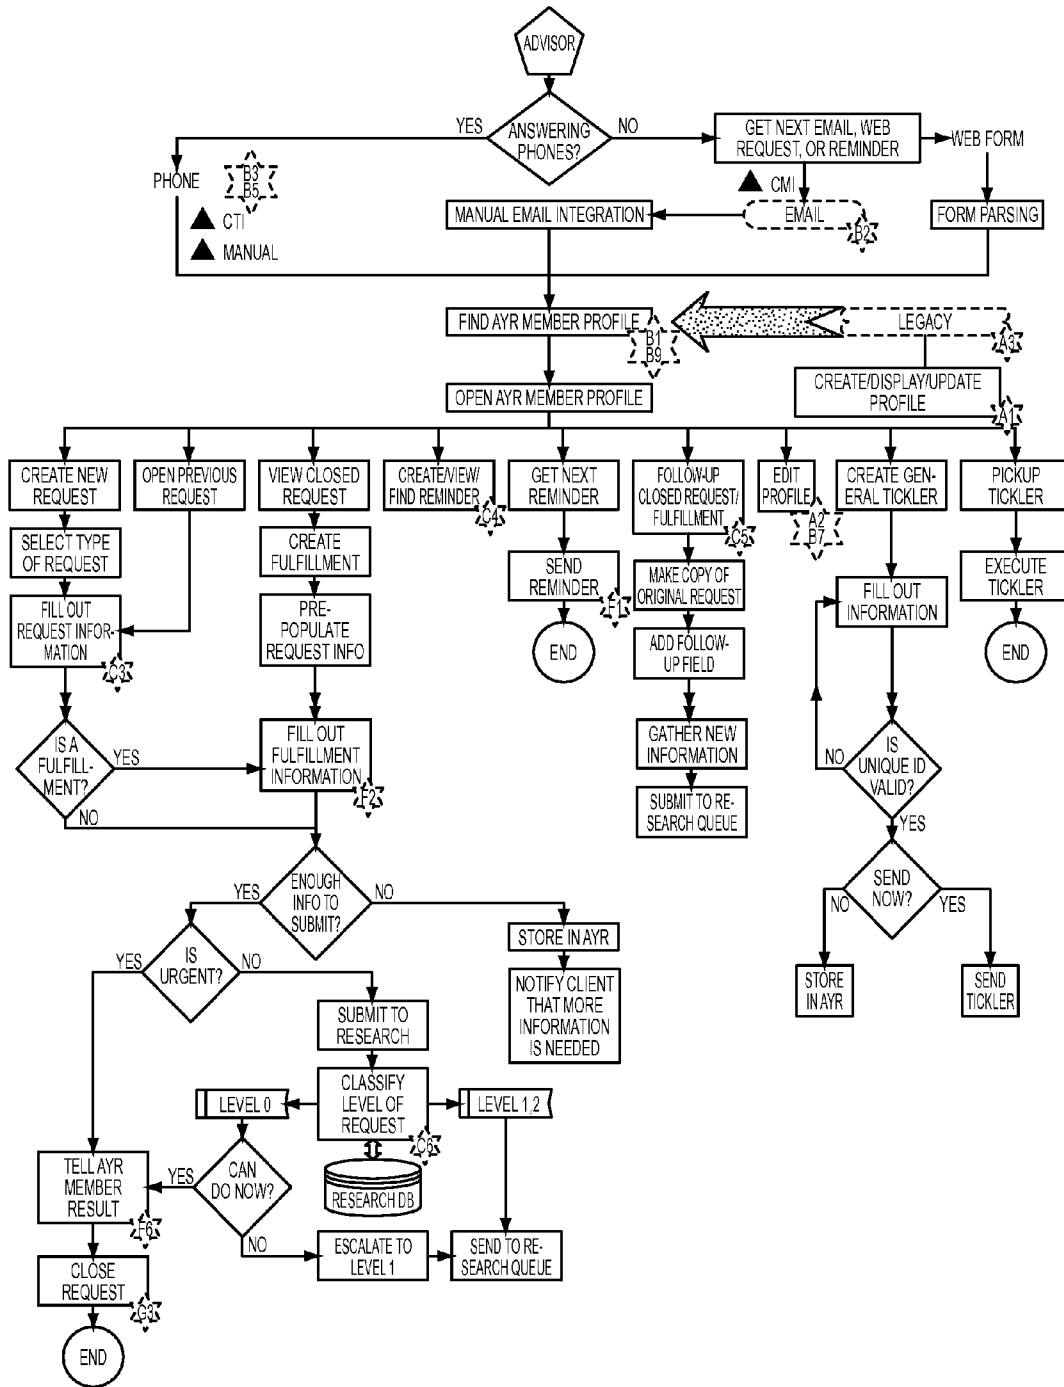 ADVISOR
ANSWERING
PHONES?
YES
NO
GET NEXT EMAIL, WEB
REQUEST, OR REMINDER
WEB FORM
PHONE
B3
B5
CTI
MANUAL
CMI
MANUAL EMAIL INTEGRATION
EMAIL
B2
FORM PARSING
FIND AYR MEMBER PROFILE
B1
B9
LEGACY
A3
CREATE/DISPLAY/UPDATE
PROFILE
A1
OPEN AYR MEMBER PROFILE
CREATE NEW
REQUEST
OPEN PREVIOUS
REQUEST
VIEW CLOSED
REQUEST
CREATE/VIEW/
FIND REMINDER
C4
GET NEXT
REMINDER
FOLLOW-UP
CLOSED REQUEST/
FULFILLMENT
C5
EDIT
PROFILE
A2
B7
CREATE GEN-
ERAL TICKLER
PICKUP
TICKLER
SELECT TYPE
OF REQUEST
CREATE
FULFILLMENT
SEND
REMINDER
F1
MAKE COPY OF
ORIGINAL REQUEST
EXECUTE
TICKLER
FILL OUT
REQUEST INFOR-
MATION
C3
PRE-
POPULATE
REQUEST INFO
END
ADD FOLLOW-
UP FIELD
FILL OUT
INFORMATION
END
IS A
FULFILL-
MENT?
YES
NO
FILL OUT
FULFILLMENT
INFORMATION
F2
GATHER NEW
INFORMATION
SUBMIT TO RE-
SEARCH QUEUE
IS
UNIQUE ID
VALID?
NO
YES
ENOUGH
INFO TO
SUBMIT?
YES
NO
SEND
NOW?
NO
YES
STORE IN AYR
NOTIFY CLIENT
THAT MORE
INFORMATION
IS NEEDED
STORE
IN AYR
SEND
TICKLER
IS
URGENT?
YES
NO
SUBMIT TO
RESEARCH
CLASSIFY
LEVEL OF
REQUEST
C6
LEVEL 0
LEVEL 1,2
RESEARCH DB
CAN
DO NOW?
YES
NO
TELL AYR
MEMBER
RESULT
F6
ESCALATE TO
LEVEL 1
SEND TO RE-
SEARCH QUEUE
CLOSE
REQUEST
G3
END